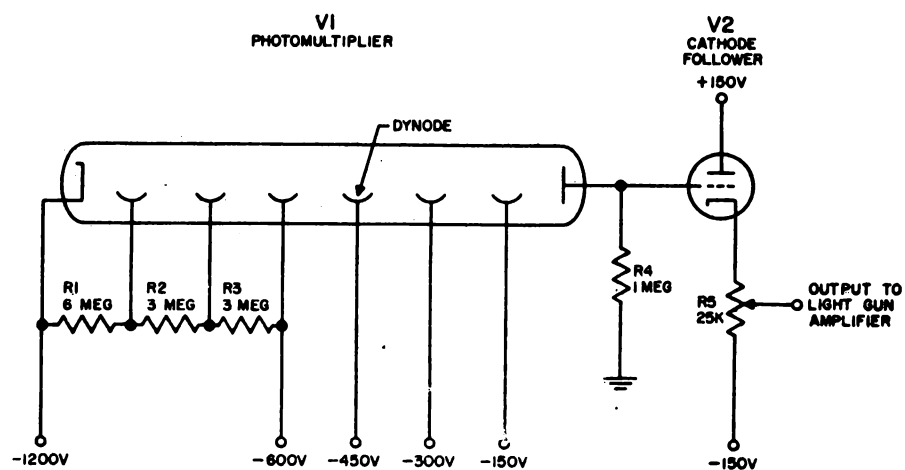 V1
PHOTOMULTIPLIER
V2
CATHODE
FOLLOWER
+150V
DYNODE
R1
6 MEG
R2
3 MEG
R3
3 MEG
R4
1 MEG
R5
25K
OUTPUT TO
LIGHT GUN
AMPLIFIER
-1200V
-600V
-450V
-300V
-150V
-150V